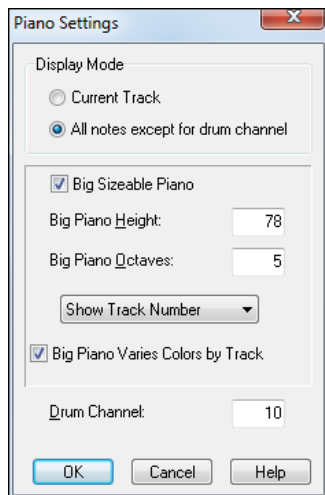 Piano Settings
Display Mode
Current Track
All notes except for drum channel
Big Sizeable Piano
Big Piano Height: 78
Big Piano Octaves: 5
Show Track Number
Big Piano Varies Colors by Track
Drum Channel: 10
OK Cancel Help